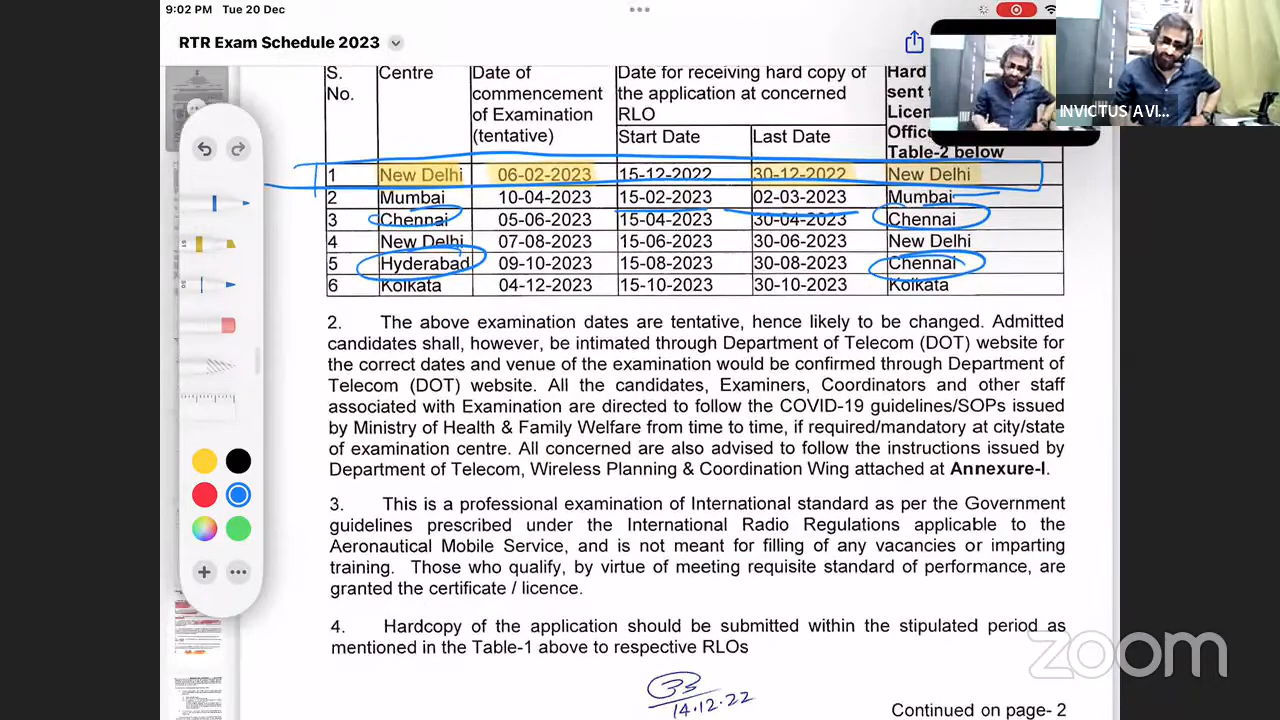 9:02 PM Tue 20 Dec
RTR Exam Schedule 2023
INVICTUS AVI...
S. No. Centre Date of commencement of Examination (tentative) Date for receiving hard copy of the application at concerned RLO Hard
sent
Licen
Office
Start Date Last Date Table-2 below
1 New Delhi 06-02-2023 15-12-2022 30-12-2022 New Delhi
2 Mumbai 10-04-2023 15-02-2023 02-03-2023 Mumbai
3 Chennai 05-06-2023 15-04-2023 30-04-2023 Chennai
4 New Delhi 07-08-2023 15-06-2023 30-06-2023 New Delhi
5 Hyderabad 09-10-2023 15-08-2023 30-08-2023 Chennai
6 Kolkata 04-12-2023 15-10-2023 30-10-2023 Kolkata
2. The above examination dates are tentative, hence likely to be changed. Admitted
candidates shall, however, be intimated through Department of Telecom (DOT) website for
the correct dates and venue of the examination would be confirmed through Department of
Telecom (DOT) website. All the candidates, Examiners, Coordinators and other staff
associated with Examination are directed to follow the COVID-19 guidelines/SOPs issued
by Ministry of Health & Family Welfare from time to time, if required/mandatory at city/state
of examination centre. All concerned are also advised to follow the instructions issued by
Department of Telecom, Wireless Planning & Coordination Wing attached at Annexure-I.
3. This is a professional examination of International standard as per the Government
guidelines prescribed under the International Radio Regulations applicable to the
Aeronautical Mobile Service, and is not meant for filling of any vacancies or imparting
training. Those who qualify, by virtue of meeting requisite standard of performance, are
granted the certificate / licence.
4. Hardcopy of the application should be submitted within the stipulated period as
mentioned in the Table-1 above to respective RLOs
14.12.22
Continued on page- 2
zoom